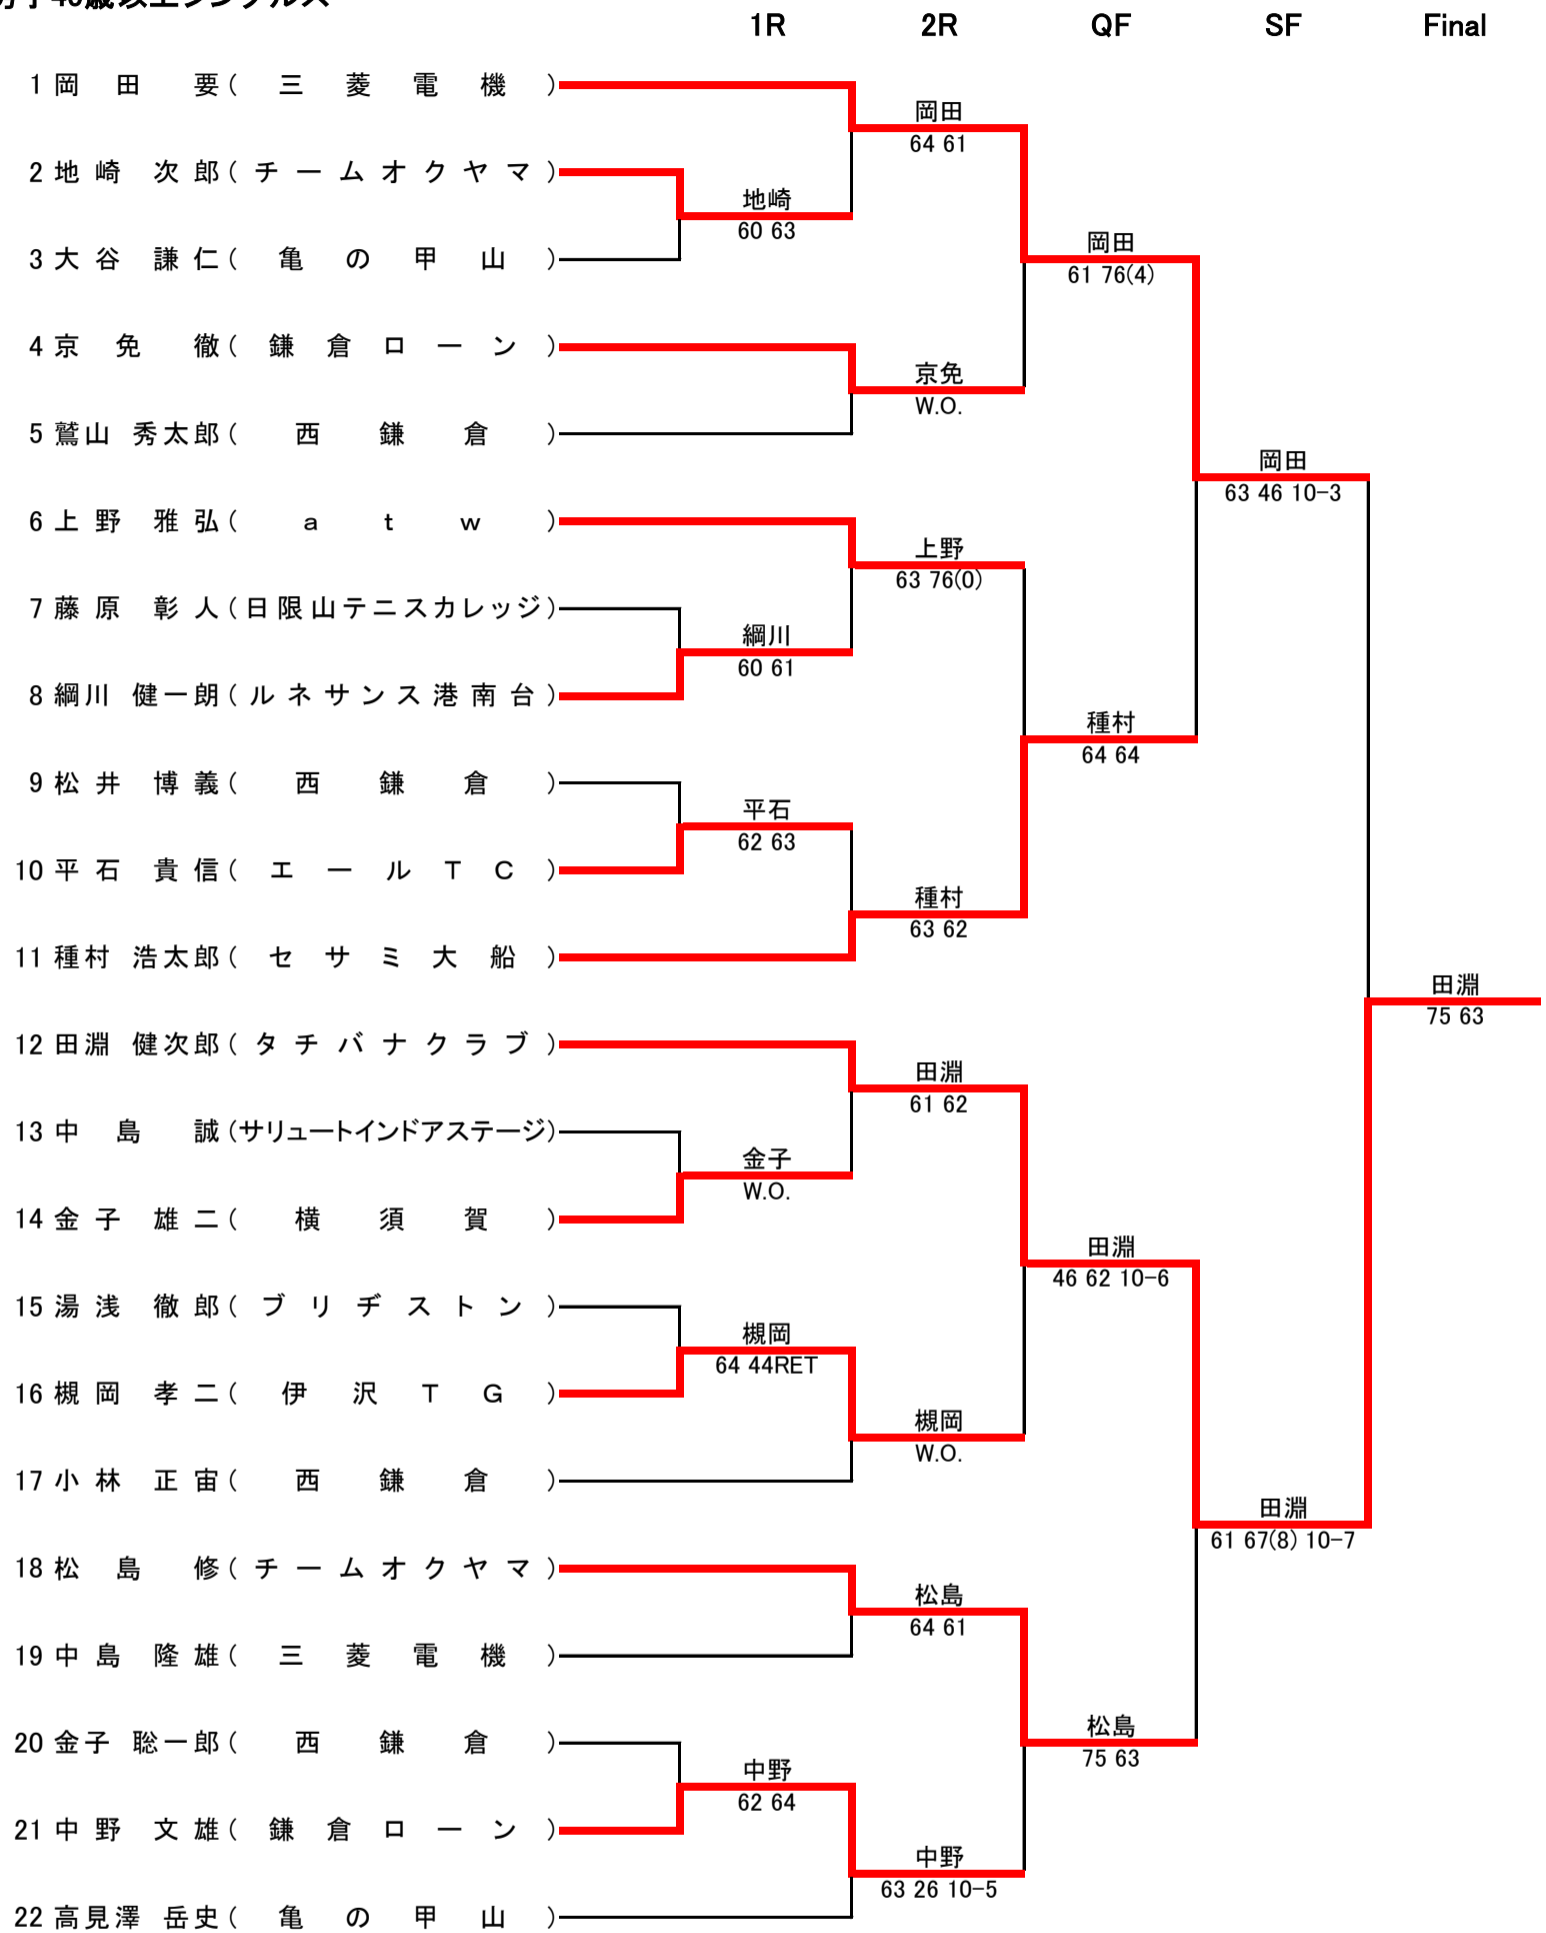 子40歳以上シングルス
1R 2R QF SF Final
1 岡田 要(三菱電機)
岡田
64 61
2 地崎 次郎(チームオクヤマ)
地崎
60 63
3 大谷 謙仁(亀の甲山)
岡田
61 76(4)
4 京免 徹(鎌倉ローン)
京免
W.O.
5 鷲山 秀太郎(西鎌倉)
岡田
63 46 10-3
6 上野 雅弘(atw)
上野
63 76(0)
7 藤原 彰人(日限山テニスカレッジ)
綱川
60 61
8 綱川 健一朗(ルネサンス港南台)
種村
64 64
9 松井 博義(西鎌倉)
平石
62 63
10 平石 貴信(エールTC)
種村
63 62
11 種村 浩太郎(セサミ大船)
田淵
75 63
12 田淵 健次郎(タチバナクラブ)
田淵
61 62
13 中島 誠(サリュートインドアステージ)
金子
W.O.
14 金子 雄二(横須賀)
田淵
46 62 10-6
15 湯浅 徹郎(ブリヂストン)
槻岡
64 44RET
16 槻岡 孝二(伊沢TG)
槻岡
W.O.
17 小林 正宙(西鎌倉)
田淵
61 67(8) 10-7
18 松島 修(チームオクヤマ)
松島
64 61
19 中島 隆雄(三菱電機)
松島
75 63
20 金子 聡一郎(西鎌倉)
中野
62 64
21 中野 文雄(鎌倉ローン)
中野
63 26 10-5
22 高見澤 岳史(亀の甲山)